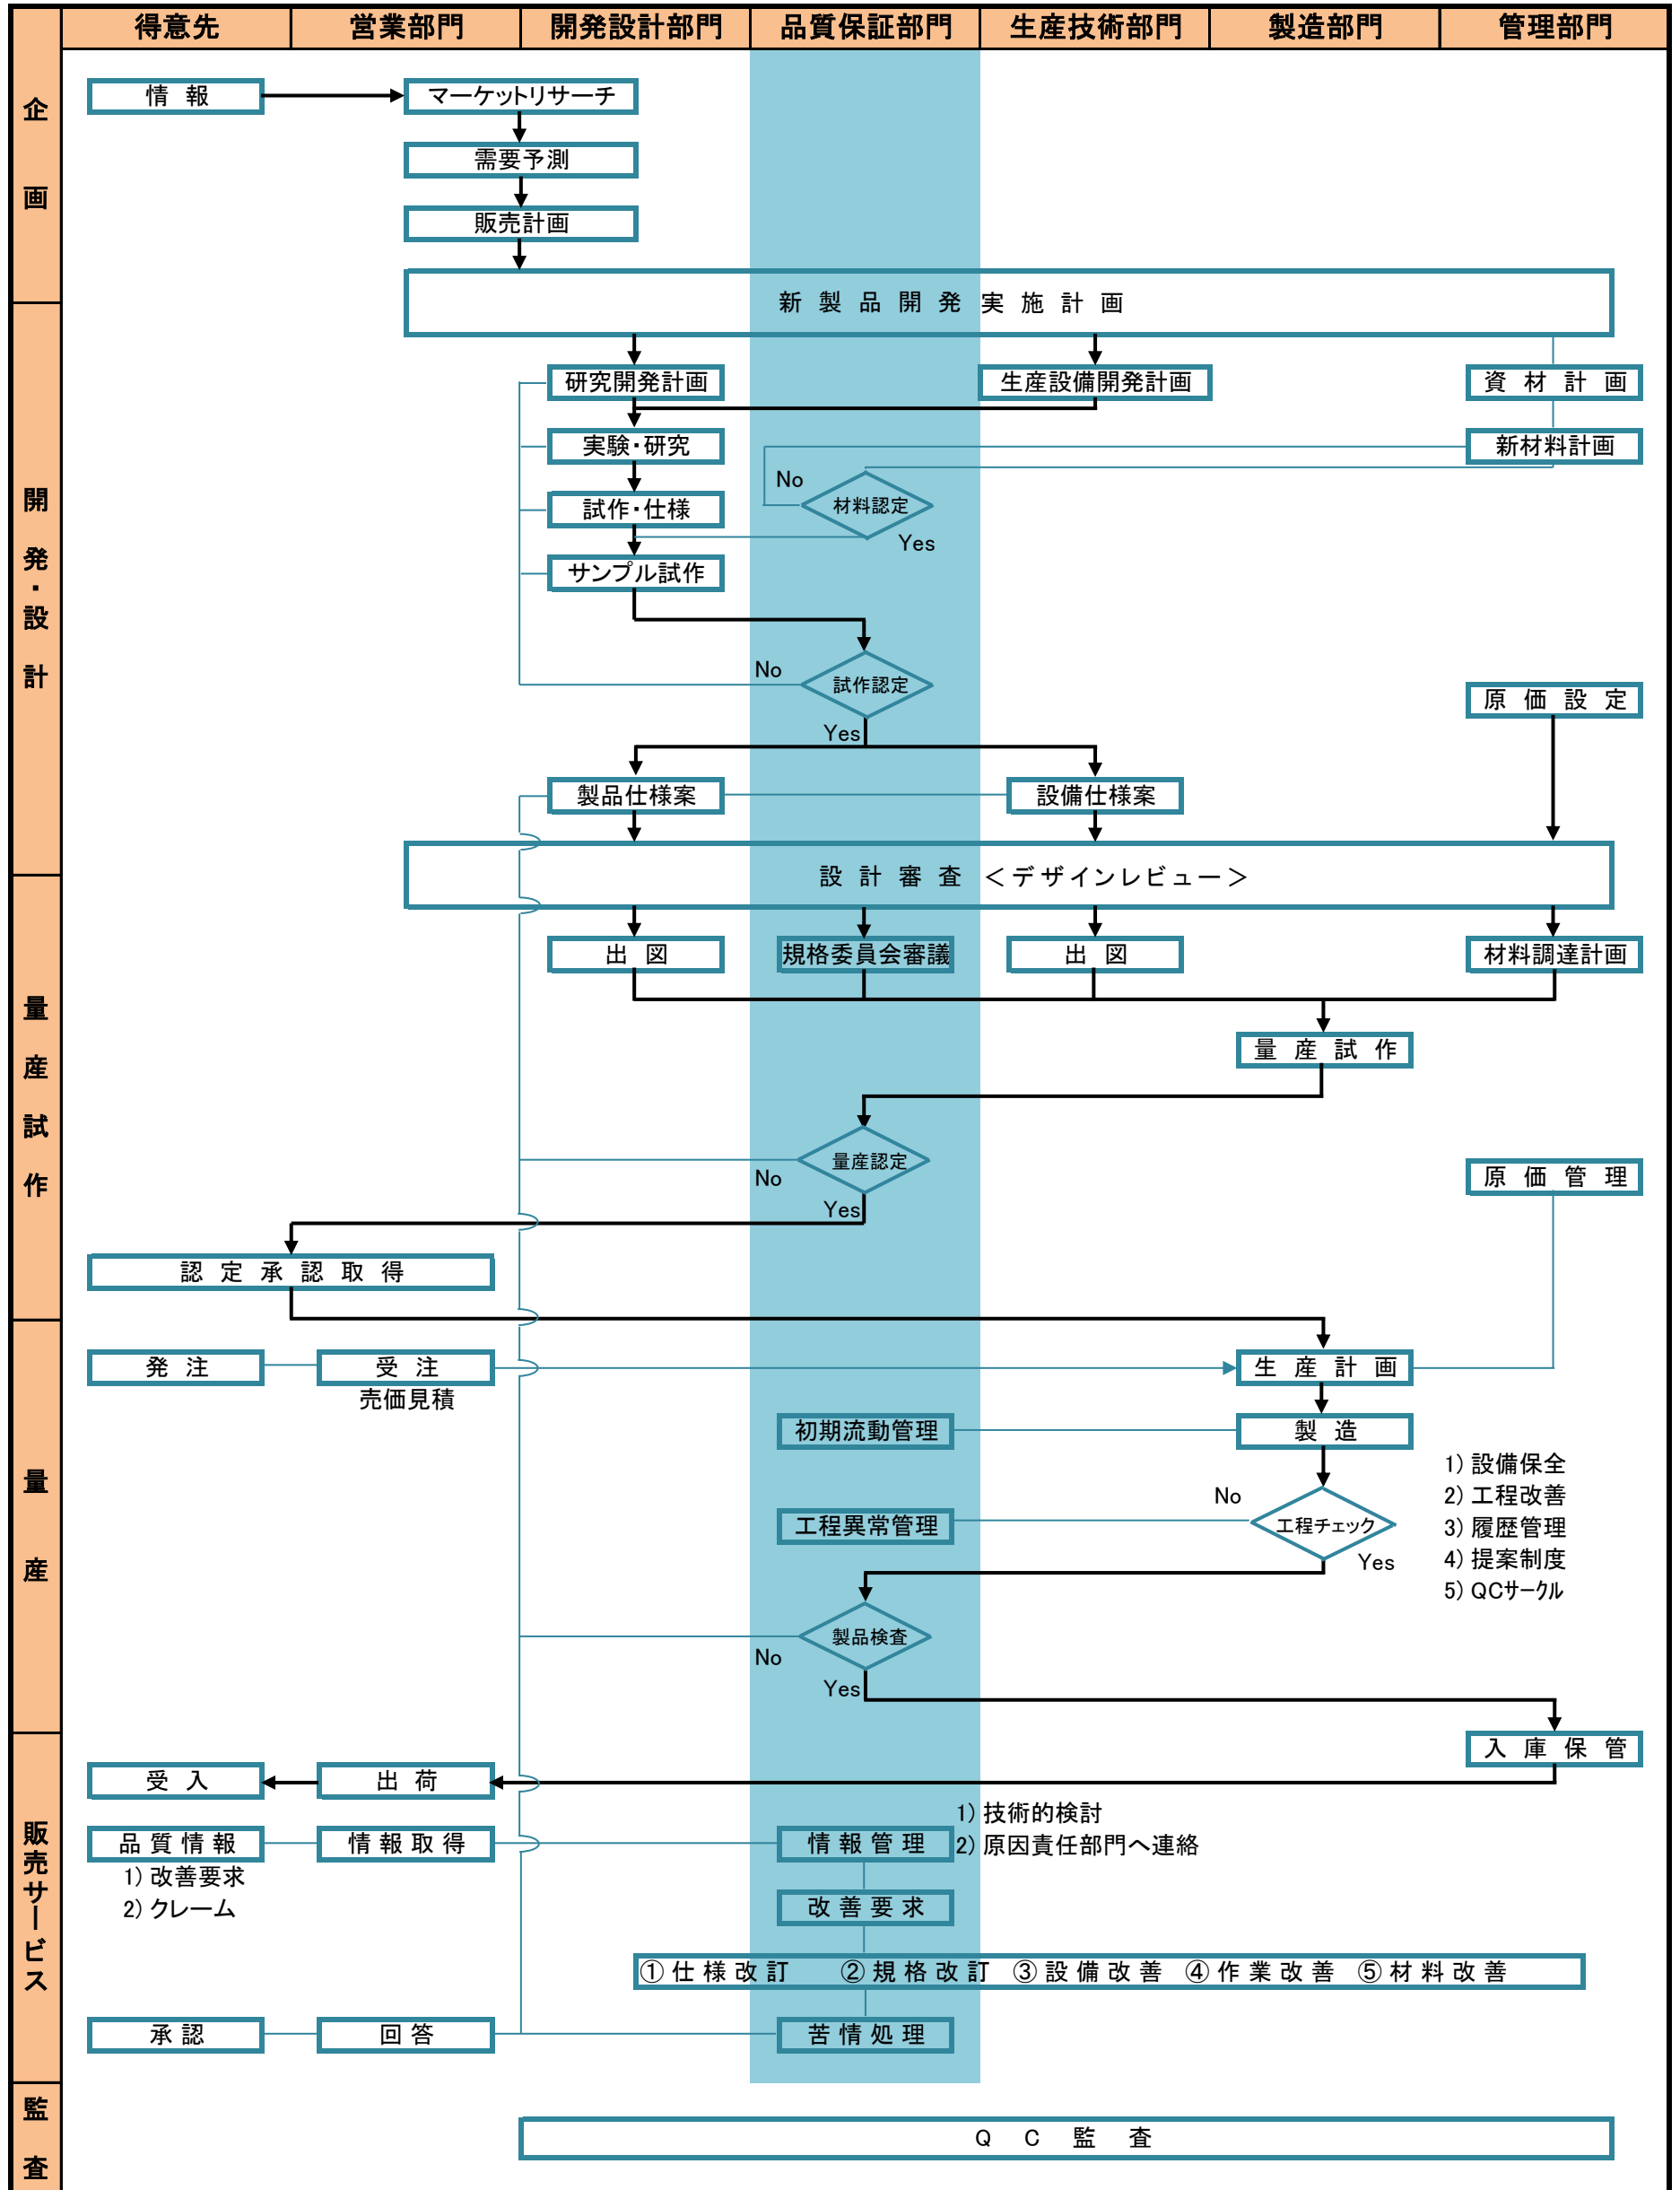 得意先
営業部門
開発設計部門
品質保証部門
生産技術部門
製造部門
管理部門
企画
情報
マーケットリサーチ
需要予測
販売計画
新製品開発実施計画
開発・設計
研究開発計画
生産設備開発計画
資材計画
実験・研究
新材料計画
No
材料認定
試作・仕様
Yes
サンプル試作
No
試作認定
原価設定
Yes
製品仕様案
設備仕様案
設計審査<デザインレビュー>
量産試作
出図
規格委員会審議
出図
材料調達計画
量産試作
量産認定
No
原価管理
Yes
認定承認取得
量産
発注
受注
生産計画
売価見積
初期流動管理
製造
1)設備保全
2)工程改善
3)履歴管理
4)提案制度
5)QCサークル
No
工程異常管理
工程チェック
Yes
製品検査
No
Yes
販売サービス
入庫保管
受入
出荷
1)技術的検討
2)原因責任部門へ連絡
品質情報
情報取得
情報管理
1)改善要求
2)クレーム
改善要求
①仕様改訂 ②規格改訂 ③設備改善 ④作業改善 ⑤材料改善
承認
回答
苦情処理
監査
QC監査